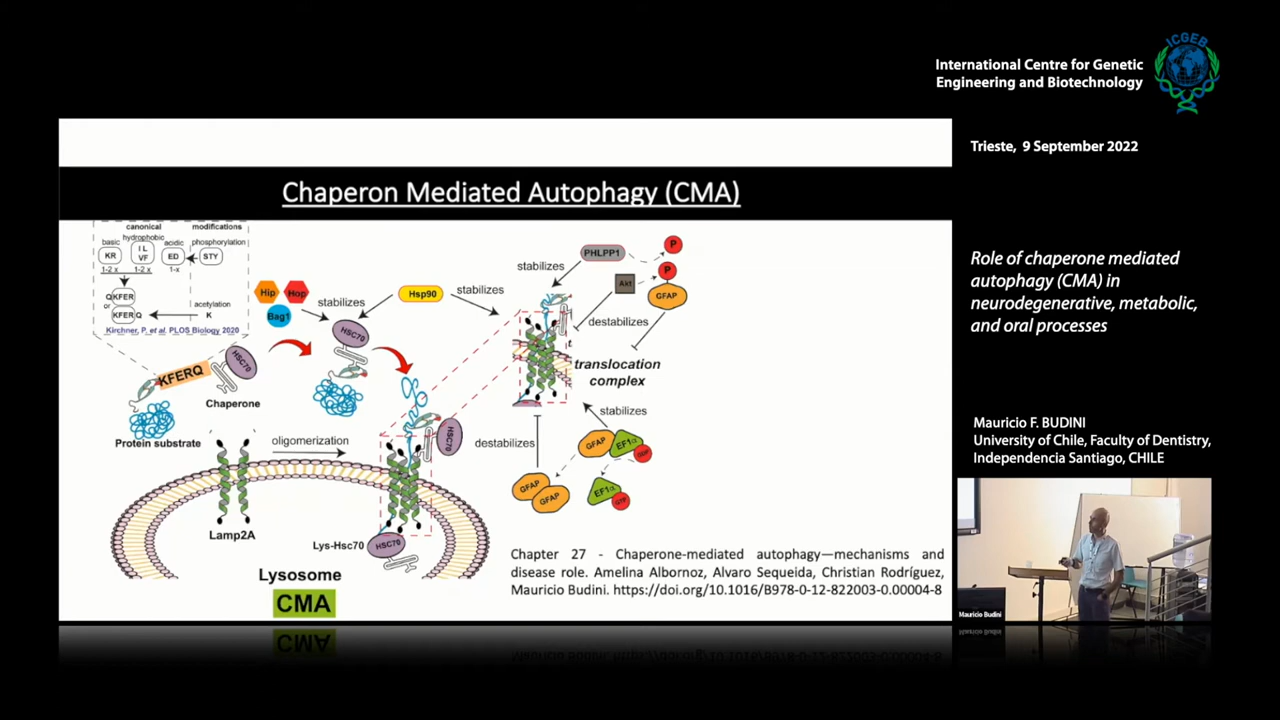 ICGEB
International Centre for Genetic
Engineering and Biotechnology
Trieste, 9 September 2022
Role of chaperone mediated
autophagy (CMA) in
neurodegenerative, metabolic,
and oral processes
Mauricio F. BUDINI
University of Chile, Faculty of Dentistry,
Independencia Santiago, CHILE
Mauricio Budini
Chaperon Mediated Autophagy (CMA)
canonical
modifications
basic
hydrophobic
acidic
phosphorylation
KR
I L
VF
ED
STY
1-2 x
1-2 x
1-x
QKFER
or
KFERQ
acetylation
K
Kirchner, P. et al. PLOS Biology 2020
Hip
Hop
Bag1
stabilizes
Hsp90
stabilizes
HSC70
KFERQ
HSC70
Chaperone
Protein substrate
oligomerization
Lamp2A
HSC70
Lys-Hsc70
HSC70
Lysosome
CMA
PHLPP1
P
stabilizes
Akt
P
GFAP
destabilizes
translocation
complex
stabilizes
destabilizes
GFAP
EF1α
GFAP
GFAP
EF1α
GTP
Chapter 27 - Chaperone-mediated autophagy—mechanisms and
disease role. Amelina Albornoz, Alvaro Sequeida, Christian Rodríguez,
Mauricio Budini. https://doi.org/10.1016/B978-0-12-822003-0.00004-8